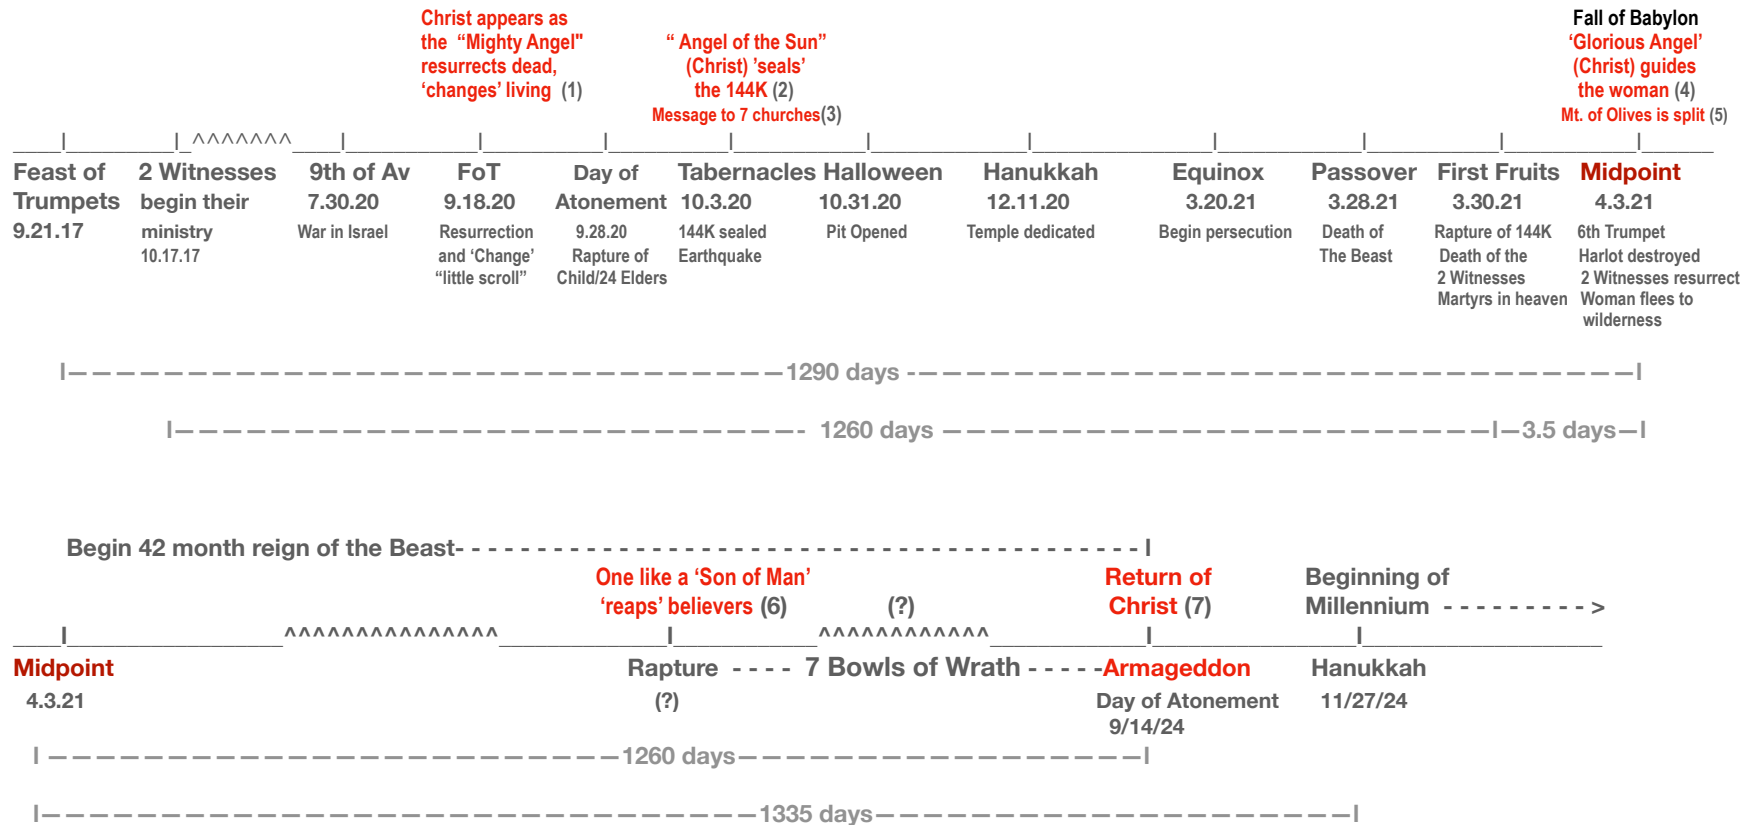 Christ appears as
the “Mighty Angel"
resurrects dead,
‘changes’ living (1)
“ Angel of the Sun”
(Christ) ’seals’
the 144K (2)
Message to 7 churches(3)
Fall of Babylon
‘Glorious Angel’
(Christ) guides
the woman (4)
Mt. of Olives is split (5)
^^^^^^^
Feast of
Trumpets
9.21.17
2 Witnesses
begin their
ministry
10.17.17
9th of Av
7.30.20
War in Israel
FoT
9.18.20
Resurrection
and ‘Change’
“little scroll”
Day of
Atonement
9.28.20
Rapture of
Child/24 Elders
Tabernacles
10.3.20
144K sealed
Earthquake
Halloween
10.31.20
Pit Opened
Hanukkah
12.11.20
Temple dedicated
Equinox
3.20.21
Begin persecution
Passover
3.28.21
Death of
The Beast
First Fruits
3.30.21
Rapture of 144K
Death of the
2 Witnesses
Martyrs in heaven
Midpoint
4.3.21
6th Trumpet
Harlot destroyed
2 Witnesses resurrect
Woman flees to
wilderness
1290 days
1260 days
3.5 days
Begin 42 month reign of the Beast
One like a ‘Son of Man’
‘reaps’ believers (6)
(?)
Return of
Christ (7)
Beginning of
Millennium - - - - - - - - - >
^^^^^^^^^^^^^^^ ^^^^^^^^^^^^
Midpoint
4.3.21
Rapture - - - - 7 Bowls of Wrath - - - - -Armageddon
(?)
Day of Atonement
9/14/24
Hanukkah
11/27/24
1260 days
1335 days